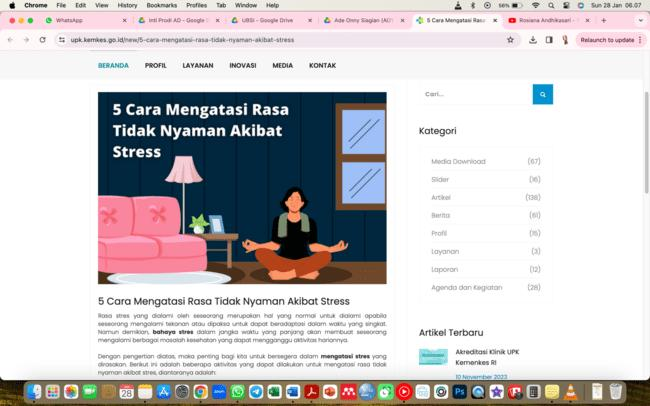 Chrome File Edit View History Bookmarks Profiles Tab Window Help
56% Sun 28 Jan 06.07
WhatsApp
Inti Prodi AD - Google D
UBSI - Google Drive
Ade Onny Siagian (AO)
5 Cara Mengatasi Rasa
Rosiana Andhikasari -
upk.kemkes.go.id/new/5-cara-mengatasi-rasa-tidak-nyaman-akibat-stress
Relaunch to update
BERANDA PROFIL LAYANAN INOVASI MEDIA KONTAK
5 Cara Mengatasi Rasa
Tidak Nyaman Akibat
Stress
5 Cara Mengatasi Rasa Tidak Nyaman Akibat Stress
Rasa stres yang dialami oleh seseorang merupakan hal yang normal untuk dialami apabila
seseorang mengalami tekanan atau dipaksa untuk dapat beradaptasi dalam waktu yang singkat.
Namun demikian, bahaya stres dalam jangka waktu yang panjang akan membuat seseorang
mengalami berbagai masalah kesehatan yang dapat mengganggu aktivitas hariannya.
Dengan pengertian diatas, maka penting bagi kita untuk bersegera dalam mengatasi stres yang
dirasakan. Berikut ini adalah beberapa aktivitas yang dapat dilakukan untuk mengatasi rasa tidak
nyaman akibat stres, diantaranya adalah:
Cari...
Kategori
Media Download (67)
Slider (16)
Artikel (138)
Berita (61)
Profil (15)
Layanan (3)
Laporan (12)
Agenda dan Kegiatan (28)
Artikel Terbaru
Akreditasi Klinik UPK
Kemenkes RI
10 November 2023